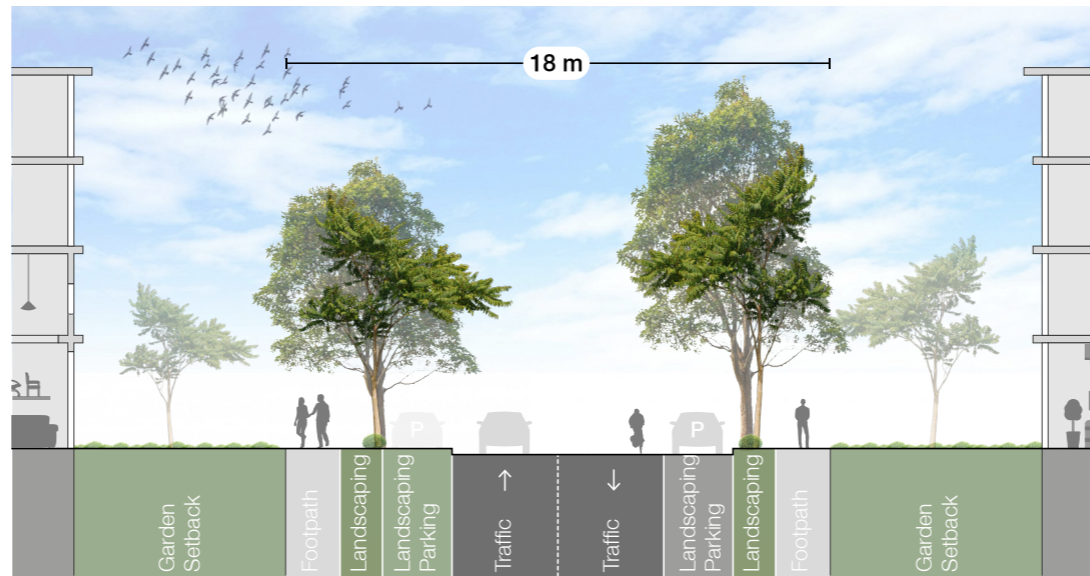 18 m
P
P
Garden
Setback
Footpath
Landscaping
Landscaping
Parking
Traffic
Traffic
Landscaping
Parking
Landscaping
Footpath
Garden
Setback